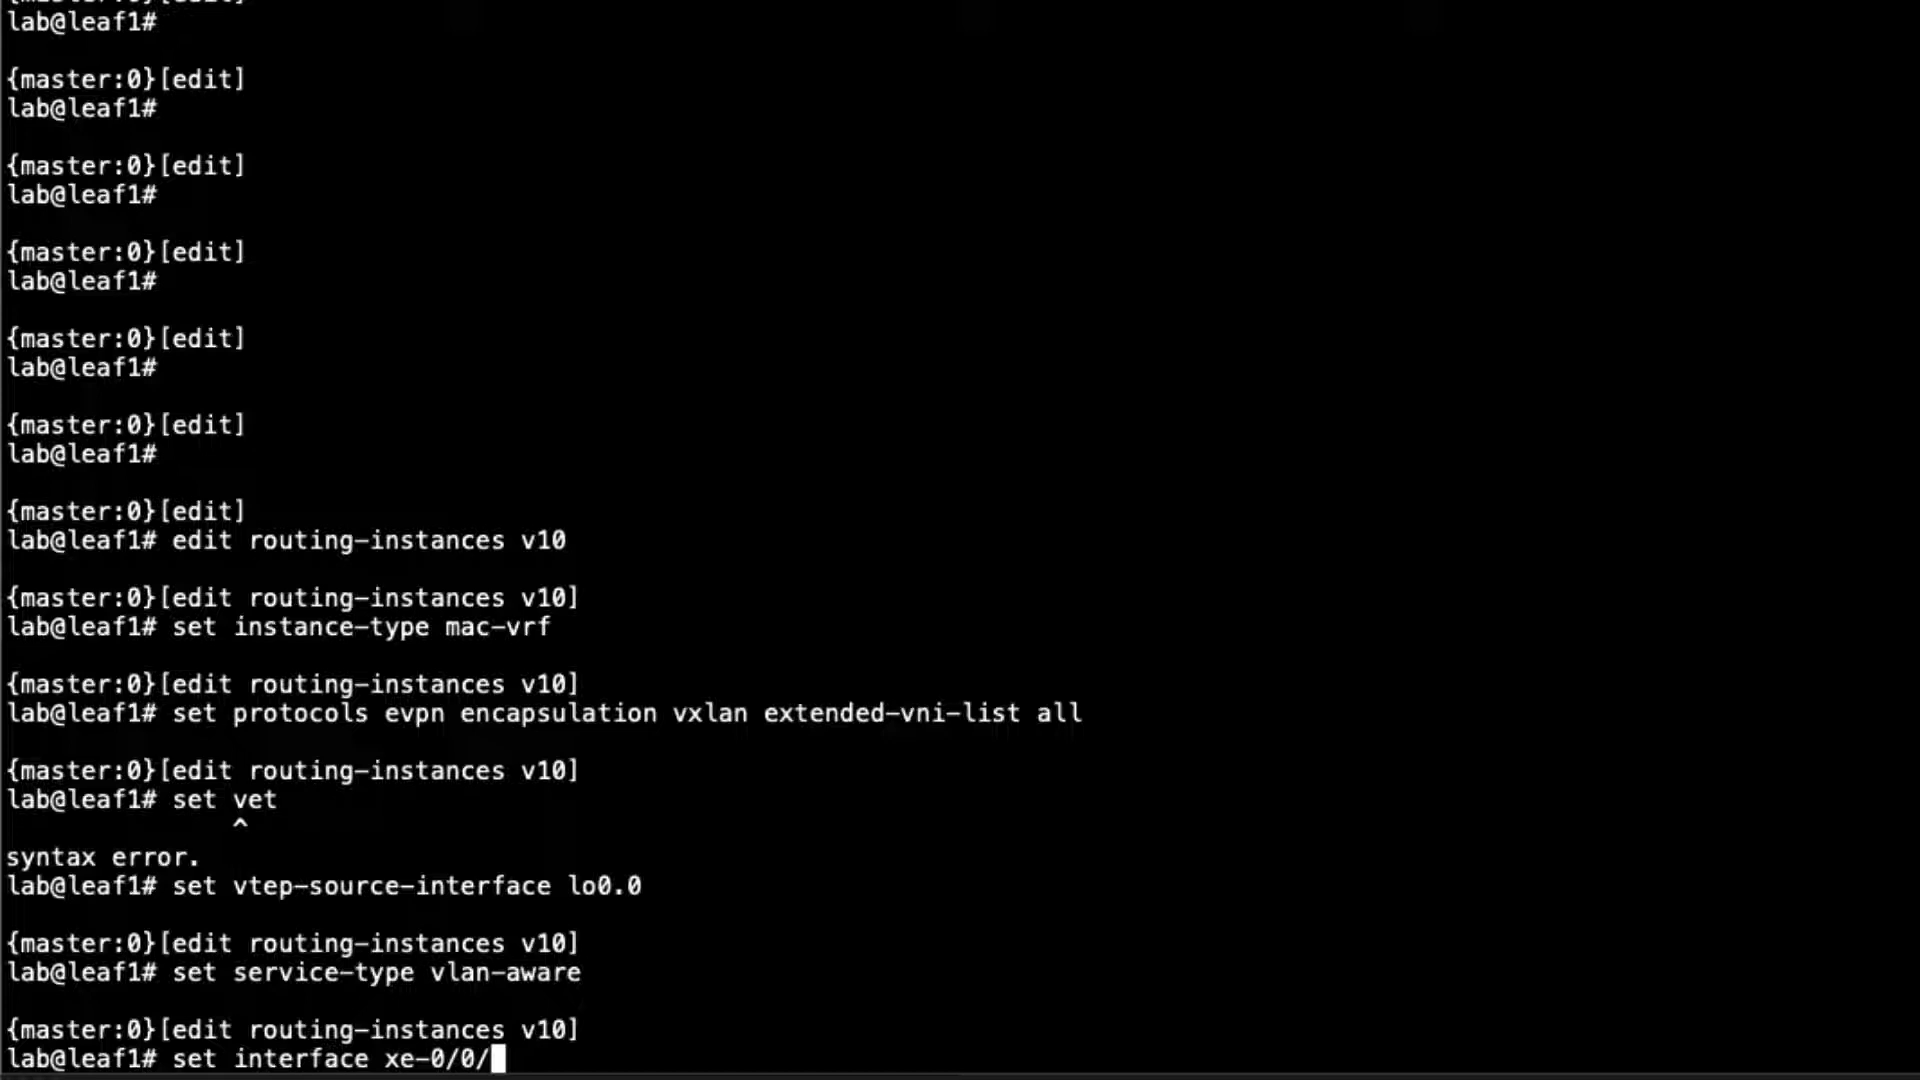 lab@leaf1#
{master:0}[edit]
lab@leaf1#
{master:0}[edit]
lab@leaf1#
{master:0}[edit]
lab@leaf1#
{master:0}[edit]
lab@leaf1#
{master:0}[edit]
lab@leaf1#
{master:0}[edit]
lab@leaf1# edit routing-instances v10
{master:0}[edit routing-instances v10]
lab@leaf1# set instance-type mac-vrf
{master:0}[edit routing-instances v10]
lab@leaf1# set protocols evpn encapsulation vxlan extended-vni-list all
{master:0}[edit routing-instances v10]
lab@leaf1# set vet
^
syntax error.
lab@leaf1# set vtep-source-interface lo0.0
{master:0}[edit routing-instances v10]
lab@leaf1# set service-type vlan-aware
{master:0}[edit routing-instances v10]
lab@leaf1# set interface xe-0/0/